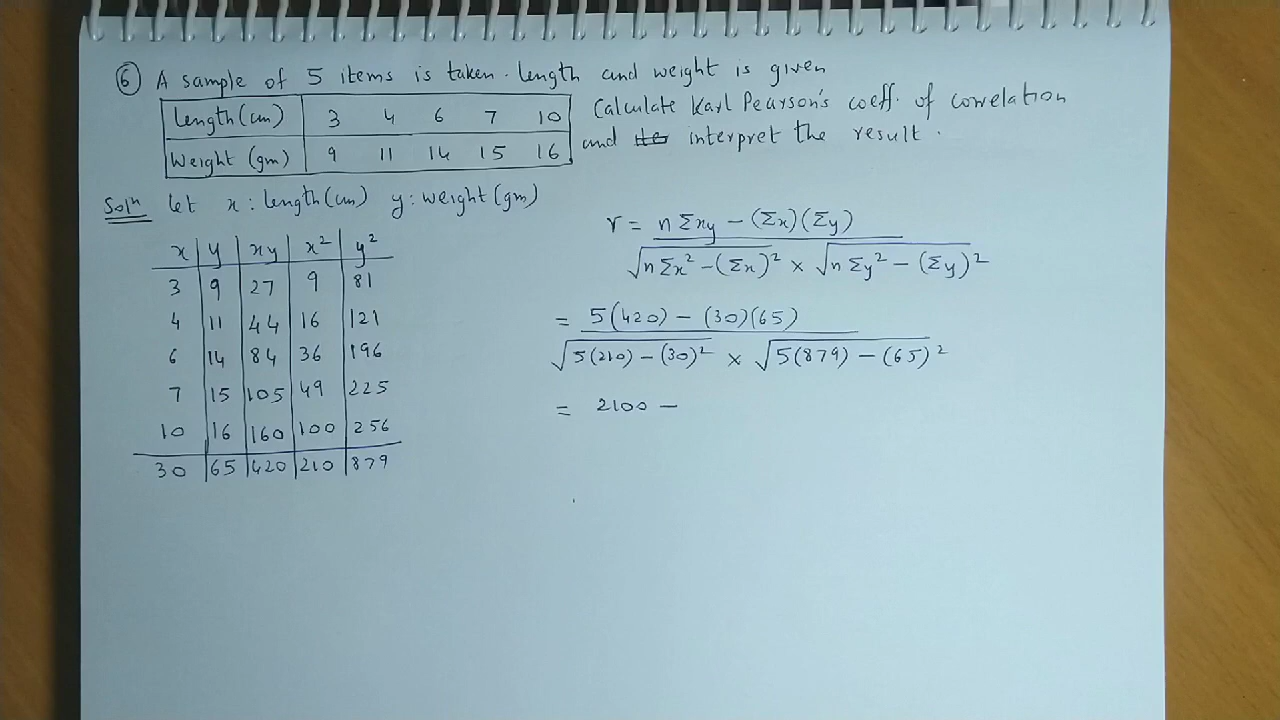 ⑥ A sample of 5 items is taken. length and weight is given
Length(cm) 3 4 6 7 10
Weight (gm) 9 11 14 15 16
Calculate Karl Pearson's coeff. of correlation
and interpret the result.
Solⁿ let x : length(cm) y : weight(gm)
x y xy x² y²
3 9 27 9 81
4 11 44 16 121
6 14 84 36 196
7 15 105 49 225
10 16 160 100 256
30 65 420 210 879
r = n Σxy − (Σx)(Σy)
√n Σx² − (Σx)² × √n Σy² − (Σy)²
= 5(420) − (30)(65)
√5(210) − (30)² × √5(879) − (65)²
= 2100 −